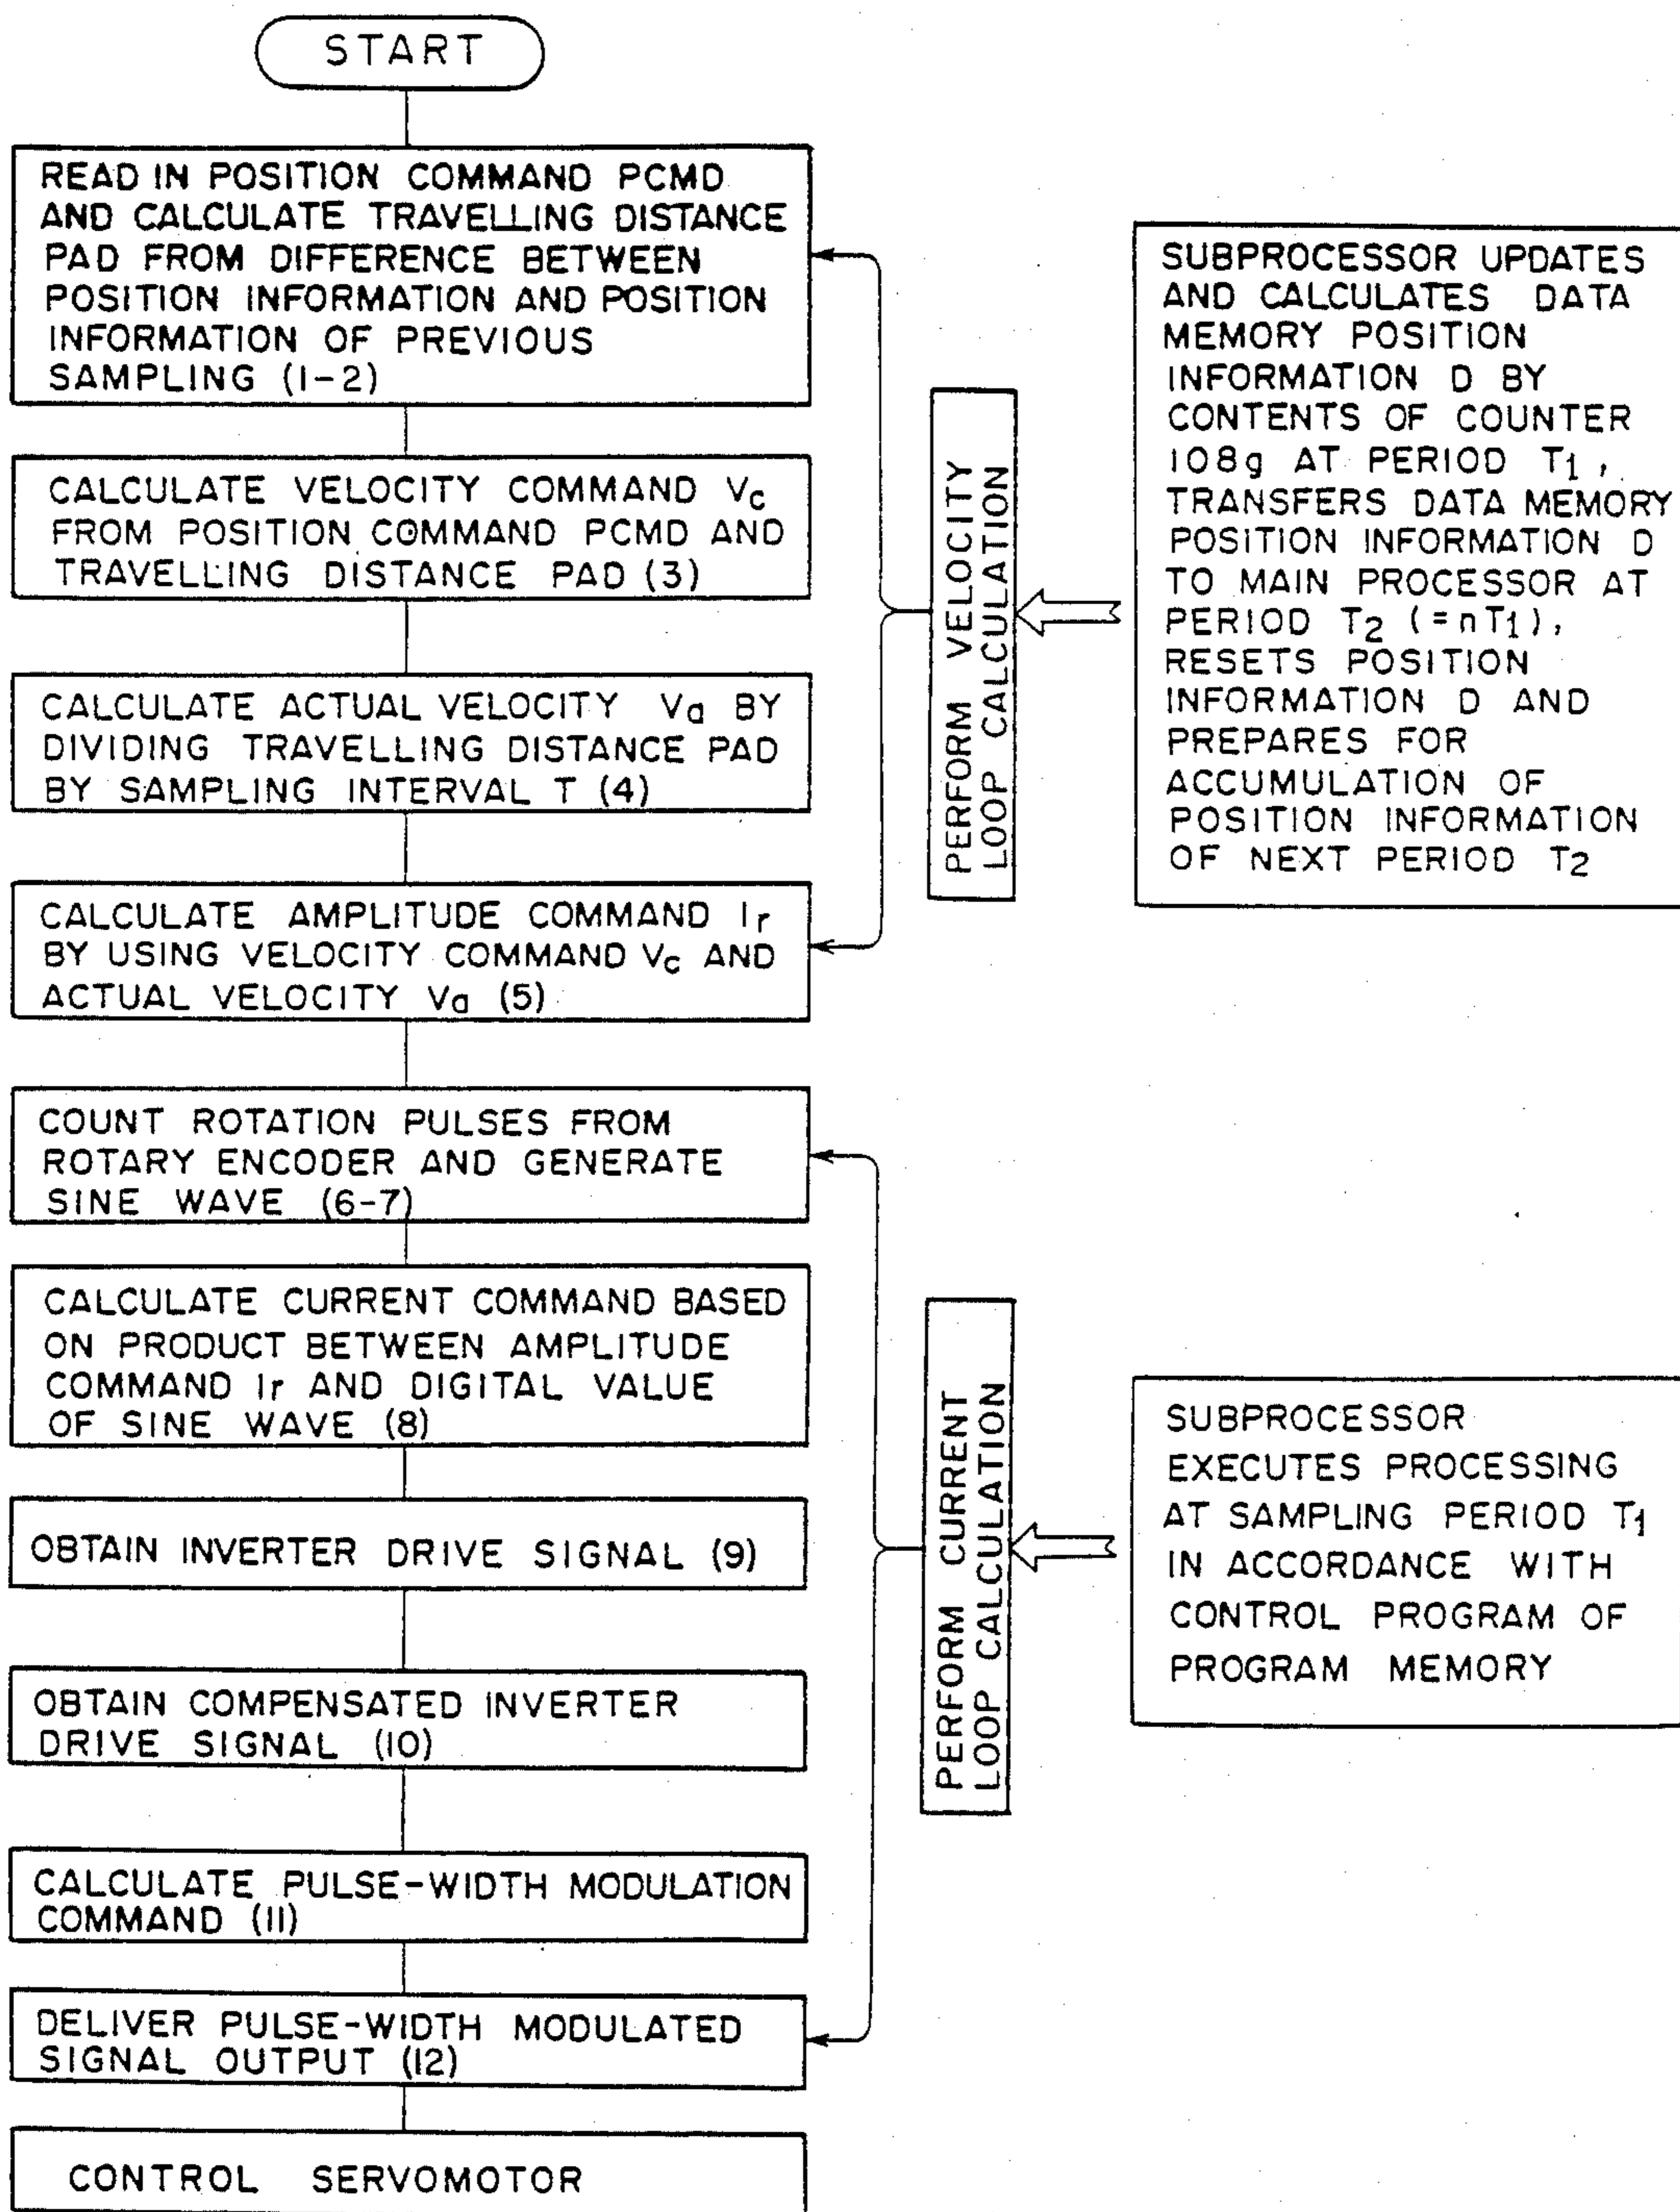 START
READ IN POSITION COMMAND PCMD
AND CALCULATE TRAVELLING DISTANCE
PAD FROM DIFFERENCE BETWEEN
POSITION INFORMATION AND POSITION
INFORMATION OF PREVIOUS
SAMPLING (1-2)
CALCULATE VELOCITY COMMAND Vc
FROM POSITION COMMAND PCMD AND
TRAVELLING DISTANCE PAD (3)
CALCULATE ACTUAL VELOCITY Va BY
DIVIDING TRAVELLING DISTANCE PAD
BY SAMPLING INTERVAL T (4)
CALCULATE AMPLITUDE COMMAND Ir
BY USING VELOCITY COMMAND Vc AND
ACTUAL VELOCITY Va (5)
PERFORM VELOCITY
LOOP CALCULATION
SUBPROCESSOR UPDATES
AND CALCULATES DATA
MEMORY POSITION
INFORMATION D BY
CONTENTS OF COUNTER
108g AT PERIOD T1,
TRANSFERS DATA MEMORY
POSITION INFORMATION D
TO MAIN PROCESSOR AT
PERIOD T2 (=nT1),
RESETS POSITION
INFORMATION D AND
PREPARES FOR
ACCUMULATION OF
POSITION INFORMATION
OF NEXT PERIOD T2
COUNT ROTATION PULSES FROM
ROTARY ENCODER AND GENERATE
SINE WAVE (6-7)
CALCULATE CURRENT COMMAND BASED
ON PRODUCT BETWEEN AMPLITUDE
COMMAND Ir AND DIGITAL VALUE
OF SINE WAVE (8)
OBTAIN INVERTER DRIVE SIGNAL (9)
OBTAIN COMPENSATED INVERTER
DRIVE SIGNAL (10)
CALCULATE PULSE-WIDTH MODULATION
COMMAND (11)
DELIVER PULSE-WIDTH MODULATED
SIGNAL OUTPUT (12)
CONTROL SERVOMOTOR
PERFORM CURRENT
LOOP CALCULATION
SUBPROCESSOR
EXECUTES PROCESSING
AT SAMPLING PERIOD T1
IN ACCORDANCE WITH
CONTROL PROGRAM OF
PROGRAM MEMORY